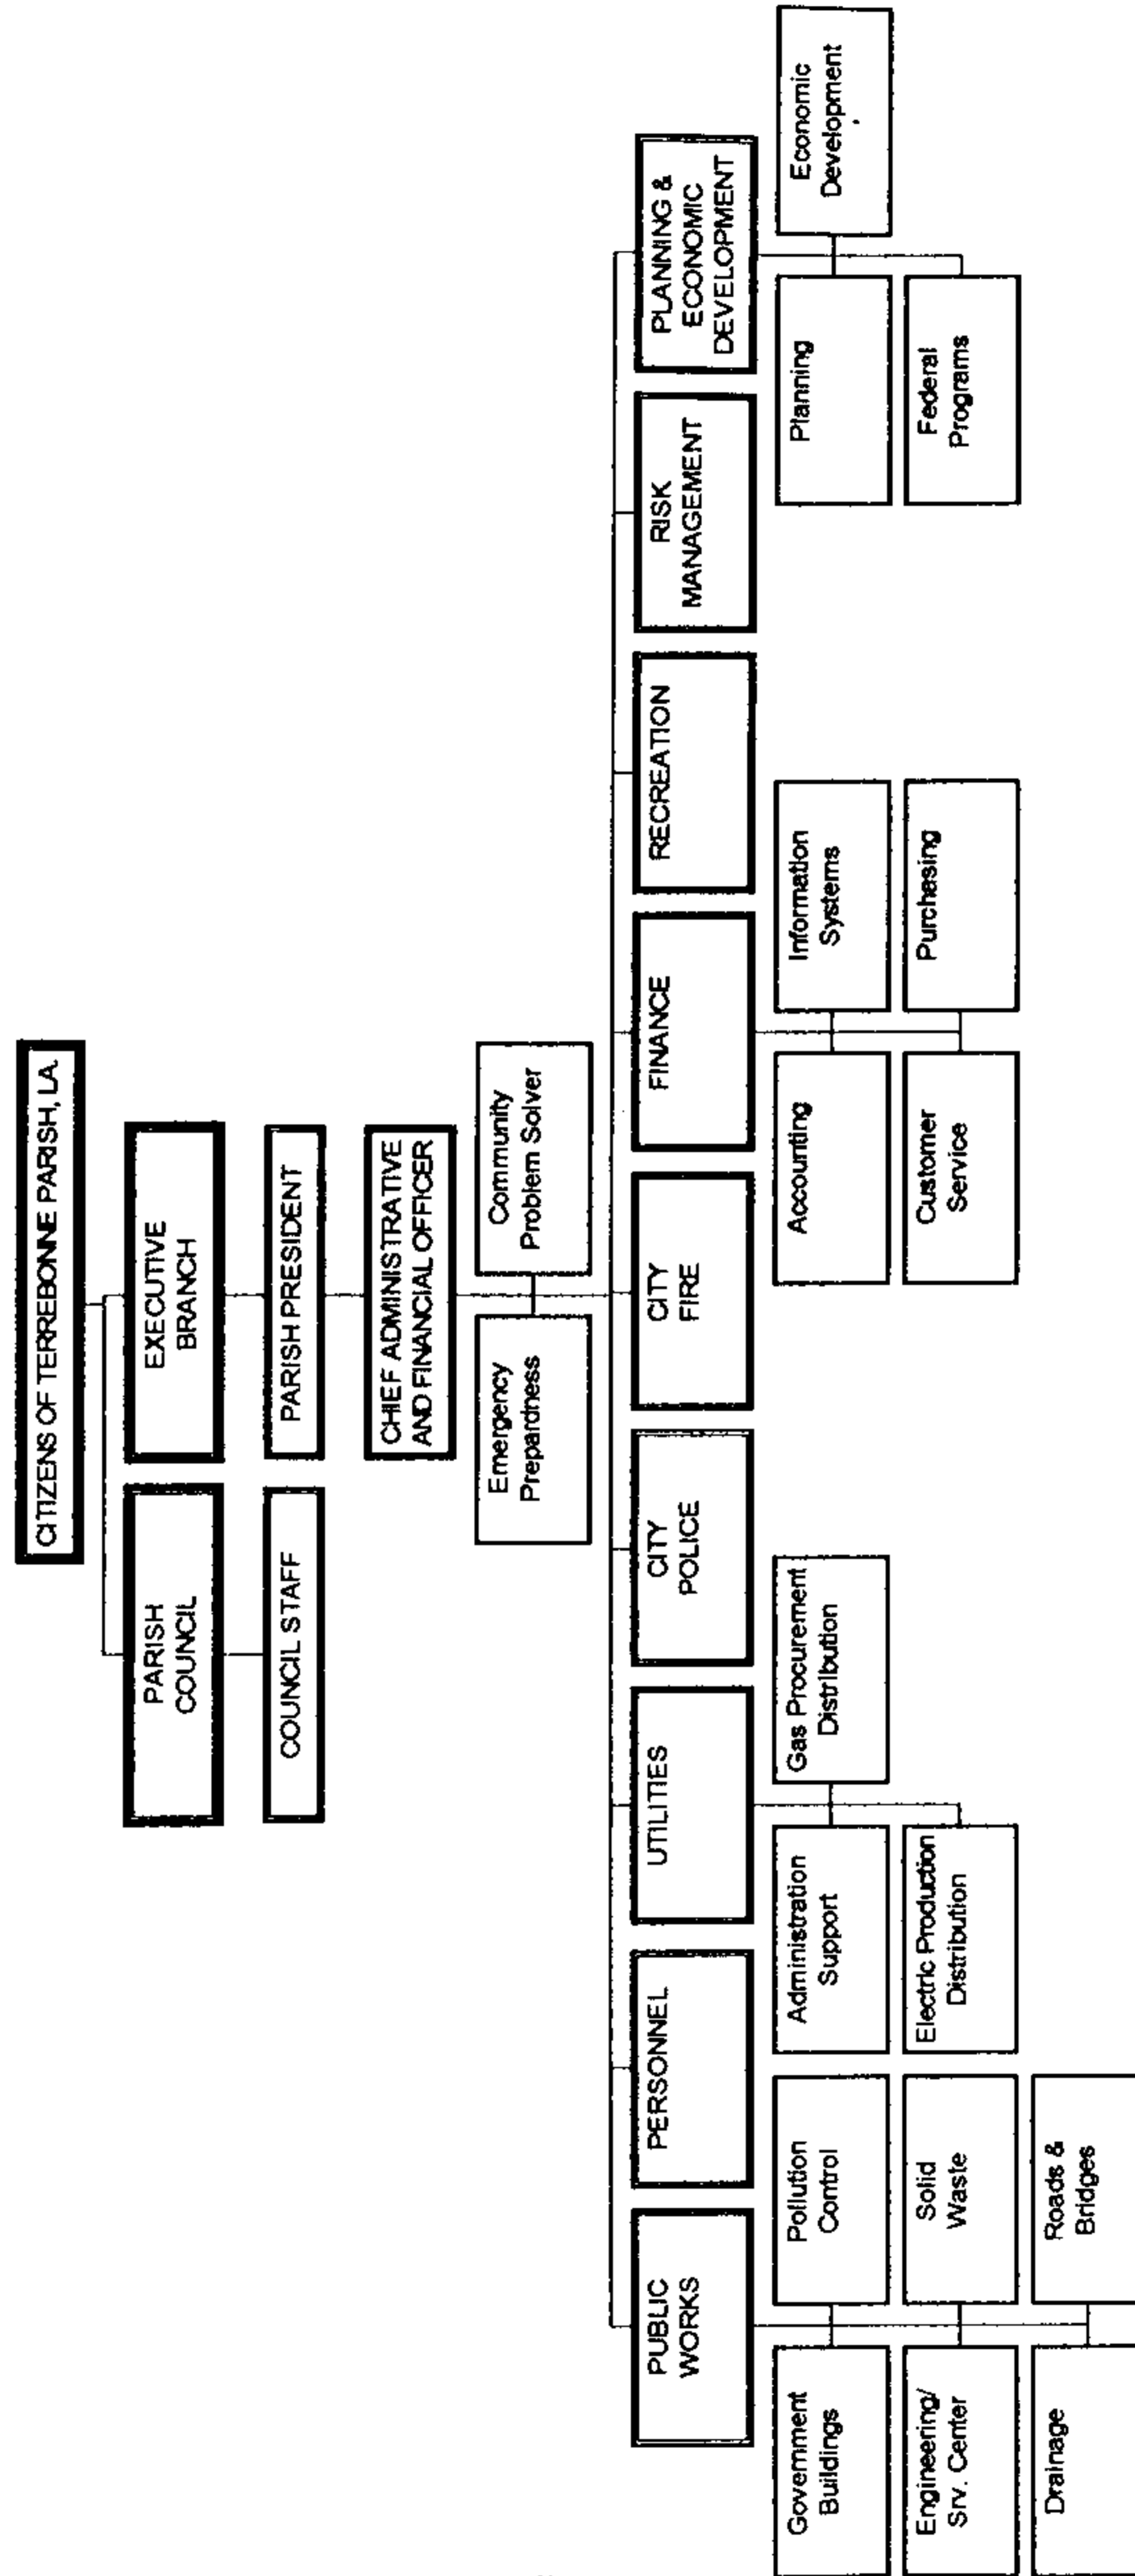 CITIZENS OF TERREBONNE PARISH, LA.
PARISH
COUNCIL
EXECUTIVE
BRANCH
COUNCIL STAFF
PARISH PRESIDENT
CHIEF ADMINISTRATIVE
AND FINANCIAL OFFICER
Emergency
Prepardness
Community
Problem Solver
PUBLIC
WORKS
PERSONNEL
UTILITIES
CITY
POLICE
CITY
FIRE
FINANCE
RECREATION
RISK
MANAGEMENT
PLANNING &
ECONOMIC
DEVELOPMENT
Government
Buildings
Pollution
Control
Engineering/
Srv. Center
Solid
Waste
Drainage
Roads &
Bridges
Administration
Support
Gas Procurement
Distribution
Electric Production
Distribution
Accounting
Information
Systems
Customer
Service
Purchasing
Planning
Economic
Development
Federal
Programs